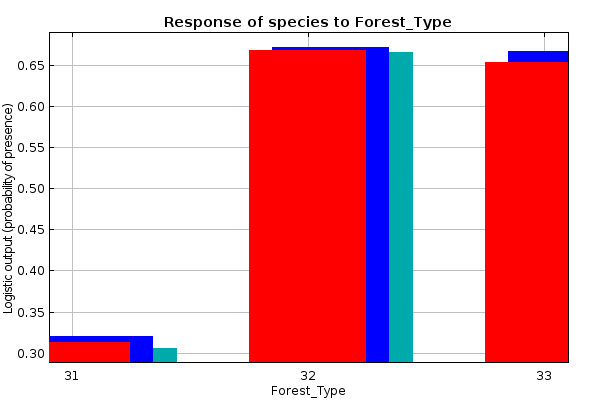 Response of species to Forest_Type
Logistic output (probability of presence)
0.65
0.60
0.55
0.50
0.45
0.40
0.35
0.30
31 32 33
Forest_Type